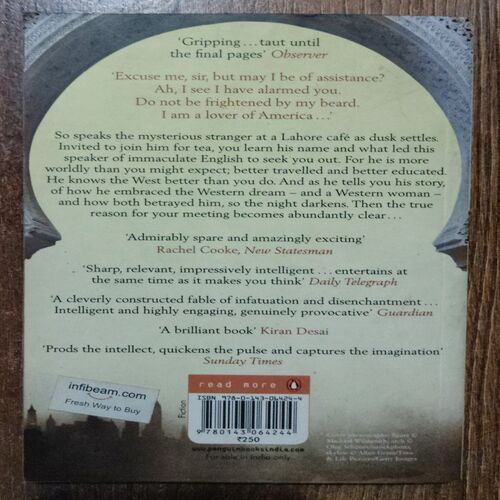 ‘Gripping ... taut until
the final pages’ Observer
‘Excuse me, sir, but may I be of assistance?
Ah, I see I have alarmed you.
Do not be frightened by my beard.
I am a lover of America ...’
So speaks the mysterious stranger at a Lahore café as dusk settles.
Invited to join him for tea, you learn his name and what led this
speaker of immaculate English to seek you out. For he is more
worldly than you might expect; better travelled and better educated.
He knows the West better than you do. And as he tells you his story,
of how he embraced the Western dream – and a Western woman –
and how both betrayed him, so the night darkens. Then the true
reason for your meeting becomes abundantly clear ...
‘Admirably spare and amazingly exciting’
Rachel Cooke, New Statesman
‘Sharp, relevant, impressively intelligent ... entertains at
the same time as it makes you think’ Daily Telegraph
‘A cleverly constructed fable of infatuation and disenchantment ...
Intelligent and highly engaging, genuinely provocative’ Guardian
‘A brilliant book’ Kiran Desai
‘Prods the intellect, quickens the pulse and captures the imagination’
Sunday Times
infibeam.com
Fresh Way to Buy
read more
Fiction
ISBN 978-0-143-06424-4
9780143064244
₹250
www.penguinbooksindia.com
For sale in India only